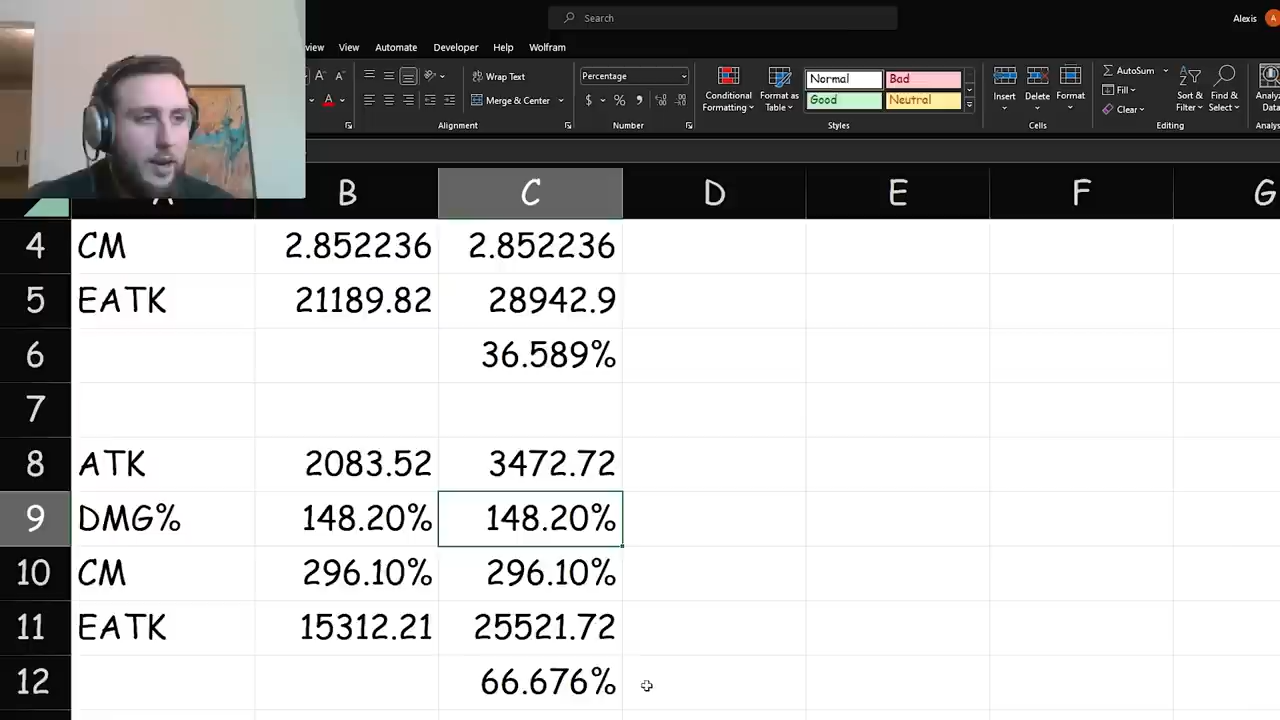 Search
Alexis
A
view View Automate Developer Help Wolfram
A A Wrap Text Percentage Normal Bad AutoSum
A Merge & Center $ % Conditional Formatting Format as Table Good Neutral Insert Delete Format Fill Clear Sort & Filter Find & Select Analyz Data
Alignment Number Styles Cells Editing Analys
A B C D E F G
4 CM 2.852236 2.852236
5 EATK 21189.82 28942.9
6 36.589%
7
8 ATK 2083.52 3472.72
9 DMG% 148.20% 148.20%
10 CM 296.10% 296.10%
11 EATK 15312.21 25521.72
12 66.676%